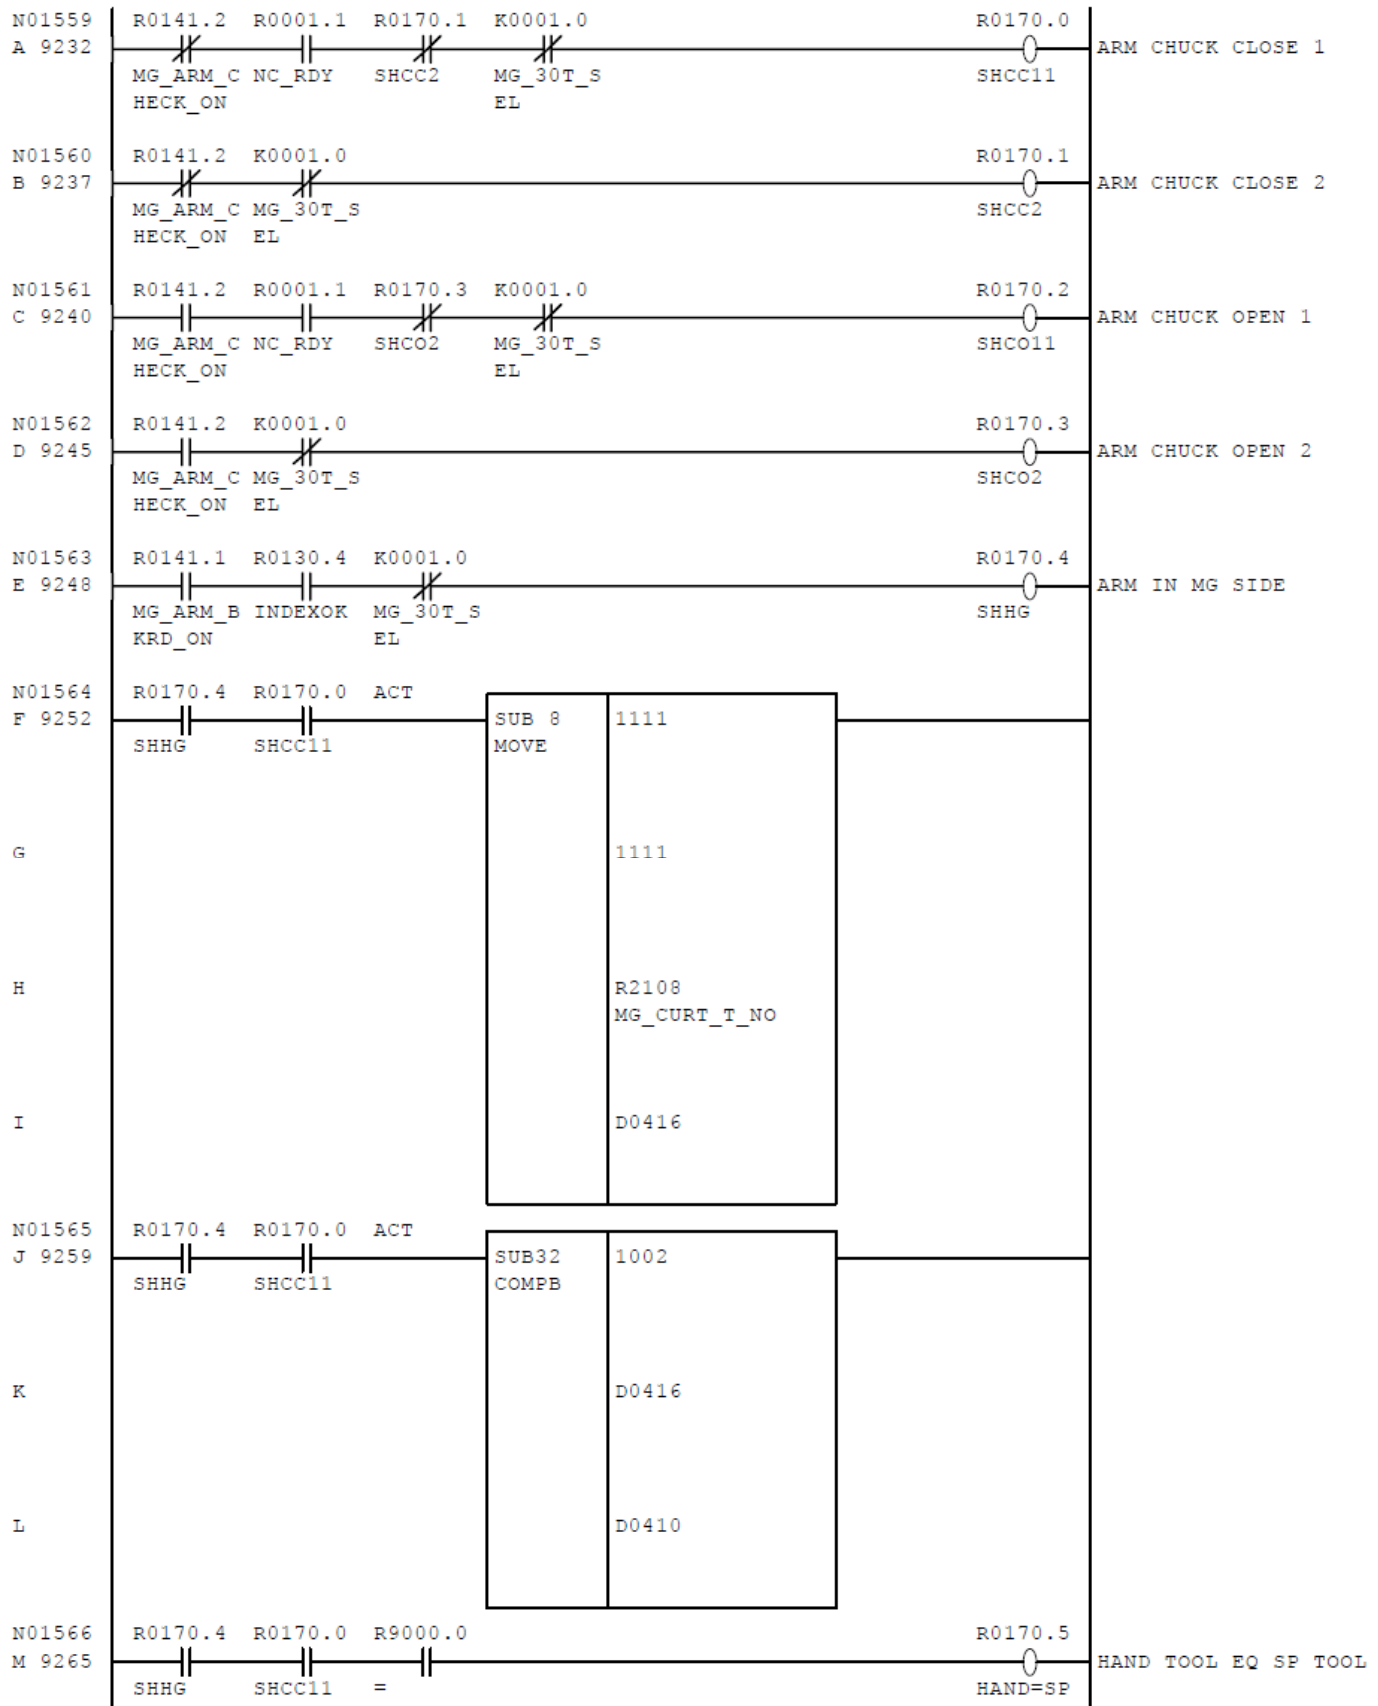 N01559 R0141.2 R0001.1 R0170.1 K0001.0 R0170.0
A 9232 ARM CHUCK CLOSE 1
MG_ARM_C NC_RDY SHCC2 MG_30T_S SHCC11
HECK_ON EL
N01560 R0141.2 K0001.0 R0170.1
B 9237 ARM CHUCK CLOSE 2
MG_ARM_C MG_30T_S SHCC2
HECK_ON EL
N01561 R0141.2 R0001.1 R0170.3 K0001.0 R0170.2
C 9240 ARM CHUCK OPEN 1
MG_ARM_C NC_RDY SHCO2 MG_30T_S SHCO11
HECK_ON EL
N01562 R0141.2 K0001.0 R0170.3
D 9245 ARM CHUCK OPEN 2
MG_ARM_C MG_30T_S SHCO2
HECK_ON EL
N01563 R0141.1 R0130.4 K0001.0 R0170.4
E 9248 ARM IN MG SIDE
MG_ARM_B INDEXOK MG_30T_S SHHG
KRD_ON EL
N01564 R0170.4 R0170.0 ACT
F 9252 SUB 8 1111
SHHG SHCC11 MOVE
G 1111
H R2108
MG_CURT_T_NO
I D0416
N01565 R0170.4 R0170.0 ACT
J 9259 SUB32 1002
SHHG SHCC11 COMPB
K D0416
L D0410
N01566 R0170.4 R0170.0 R9000.0 R0170.5
M 9265 HAND TOOL EQ SP TOOL
SHHG SHCC11 = HAND=SP